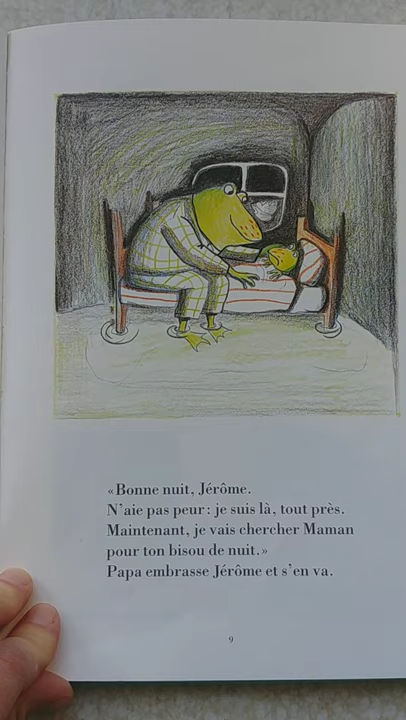 «Bonne nuit, Jérôme.
N'aie pas peur: je suis là, tout près.
Maintenant, je vais chercher Maman
pour ton bisou de nuit.»
Papa embrasse Jérôme et s'en va.
9